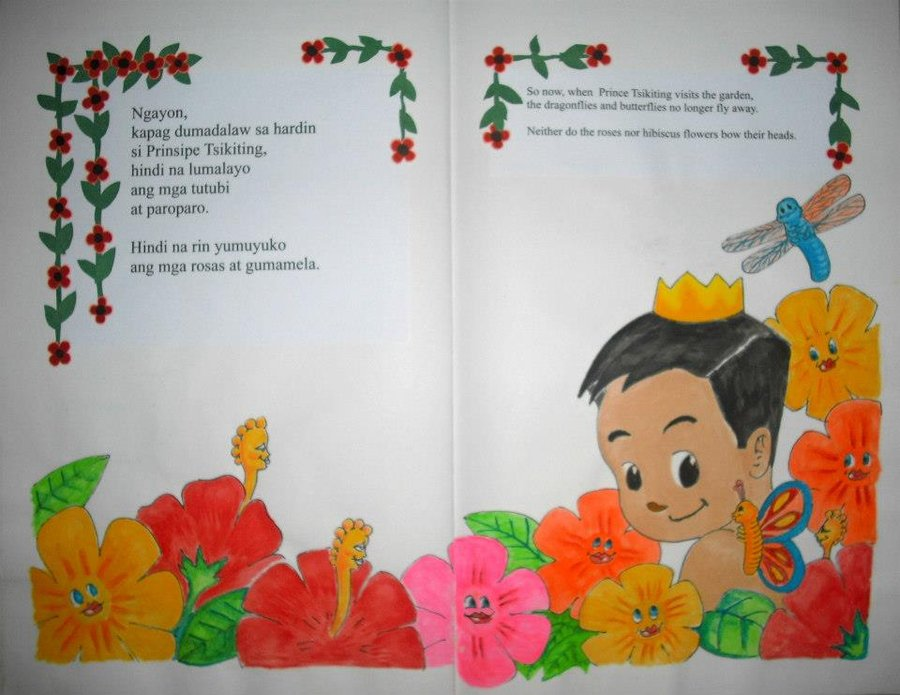 Ngayon,
kapag dumadalaw sa hardin
si Prinsipe Tsikiting,
hindi na lumalayo
ang mga tutubi
at paroparo.
Hindi na rin yumuyuko
ang mga rosas at gumamela.
So now, when Prince Tsikiting visits the garden,
the dragonflies and butterflies no longer fly away.
Neither do the roses nor hibiscus flowers bow their heads.